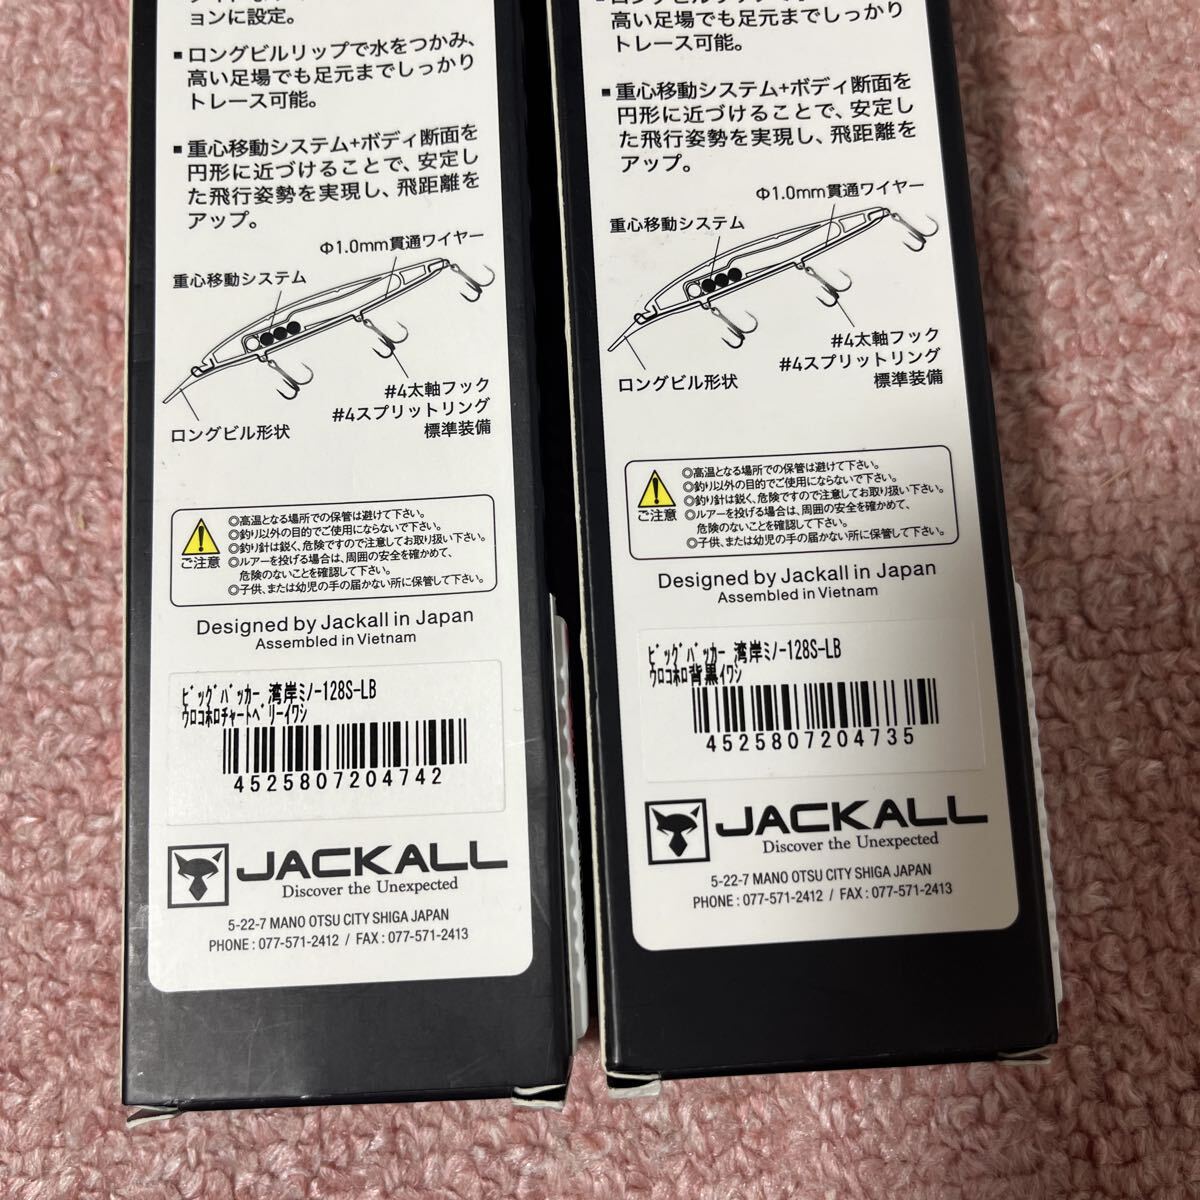 ョンに設定。
▪ロングビルリップで水をつかみ、
高い足場でも足元までしっかり
トレース可能。
▪重心移動システム+ボディ断面を
円形に近づけることで、安定し
た飛行姿勢を実現し、飛距離を
アップ。
Φ1.0mm貫通ワイヤー
重心移動システム
#4太軸フック
#4スプリットリング
標準装備
ロングビル形状
ご注意
◎高温となる場所での保管は避けて下さい。
◎釣り以外の目的でご使用にならないで下さい。
◎釣り針は鋭く、危険ですので注意してお取り扱い下さい。
◎ルアーを投げる場合は、周囲の安全を確かめて、
危険のないことを確認して下さい。
◎子供、または幼児の手の届かない所に保管して下さい。
Designed by Jackall in Japan
Assembled in Vietnam
ビッグバッカー 湾岸ミノー128S-LB
ウロコホロチャートベリーイワシ
4525807204742
JACKALL
Discover the Unexpected
5-22-7 MANO OTSU CITY SHIGA JAPAN
PHONE : 077-571-2412 / FAX : 077-571-2413
▪ロングビルリップで水をつかみ、
高い足場でも足元までしっかり
トレース可能。
▪重心移動システム+ボディ断面を
円形に近づけることで、安定し
た飛行姿勢を実現し、飛距離を
アップ。
Φ1.0mm貫通ワイヤー
重心移動システム
#4太軸フック
#4スプリットリング
標準装備
ロングビル形状
ご注意
◎高温となる場所での保管は避けて下さい。
◎釣り以外の目的でご使用にならないで下さい。
◎釣り針は鋭く、危険ですので注意してお取り扱い下さい。
◎ルアーを投げる場合は、周囲の安全を確かめて、
危険のないことを確認して下さい。
◎子供、または幼児の手の届かない所に保管して下さい。
Designed by Jackall in Japan
Assembled in Vietnam
ビッグバッカー 湾岸ミノー128S-LB
ウロコホロ背黒イワシ
4525807204735
JACKALL
Discover the Unexpected
5-22-7 MANO OTSU CITY SHIGA JAPAN
PHONE : 077-571-2412 / FAX : 077-571-2413